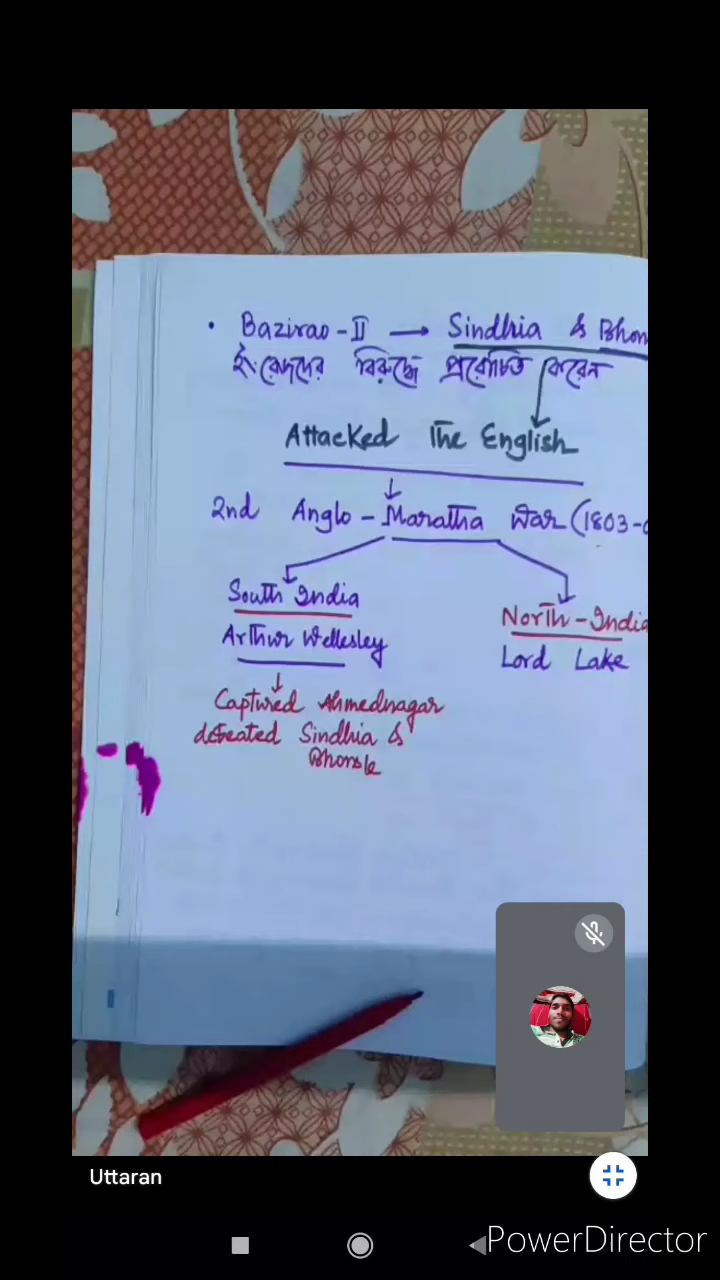 • Bazirao - II → Sindhia & Bhon
ইংরেজদের বিরুদ্ধে প্ররোচিত করেন
Attacked The English
2nd Anglo - Maratha War (1803-0
South India
North - India
Arthur Wellesley
Lord Lake
Captured Ahmednagar
defeated Sindhia &
Bhonsle
Uttaran
PowerDirector